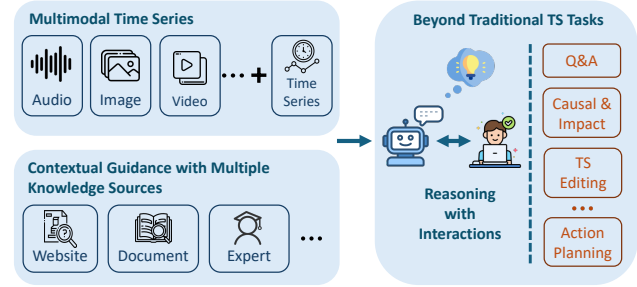 Multimodal Time Series
Audio
Image
Video
... +
Time
Series
Contextual Guidance with Multiple
Knowledge Sources
Website
Document
Expert
...
Beyond Traditional TS Tasks
Reasoning
with
Interactions
Q&A
Causal &
Impact
TS
Editing
...
Action
Planning